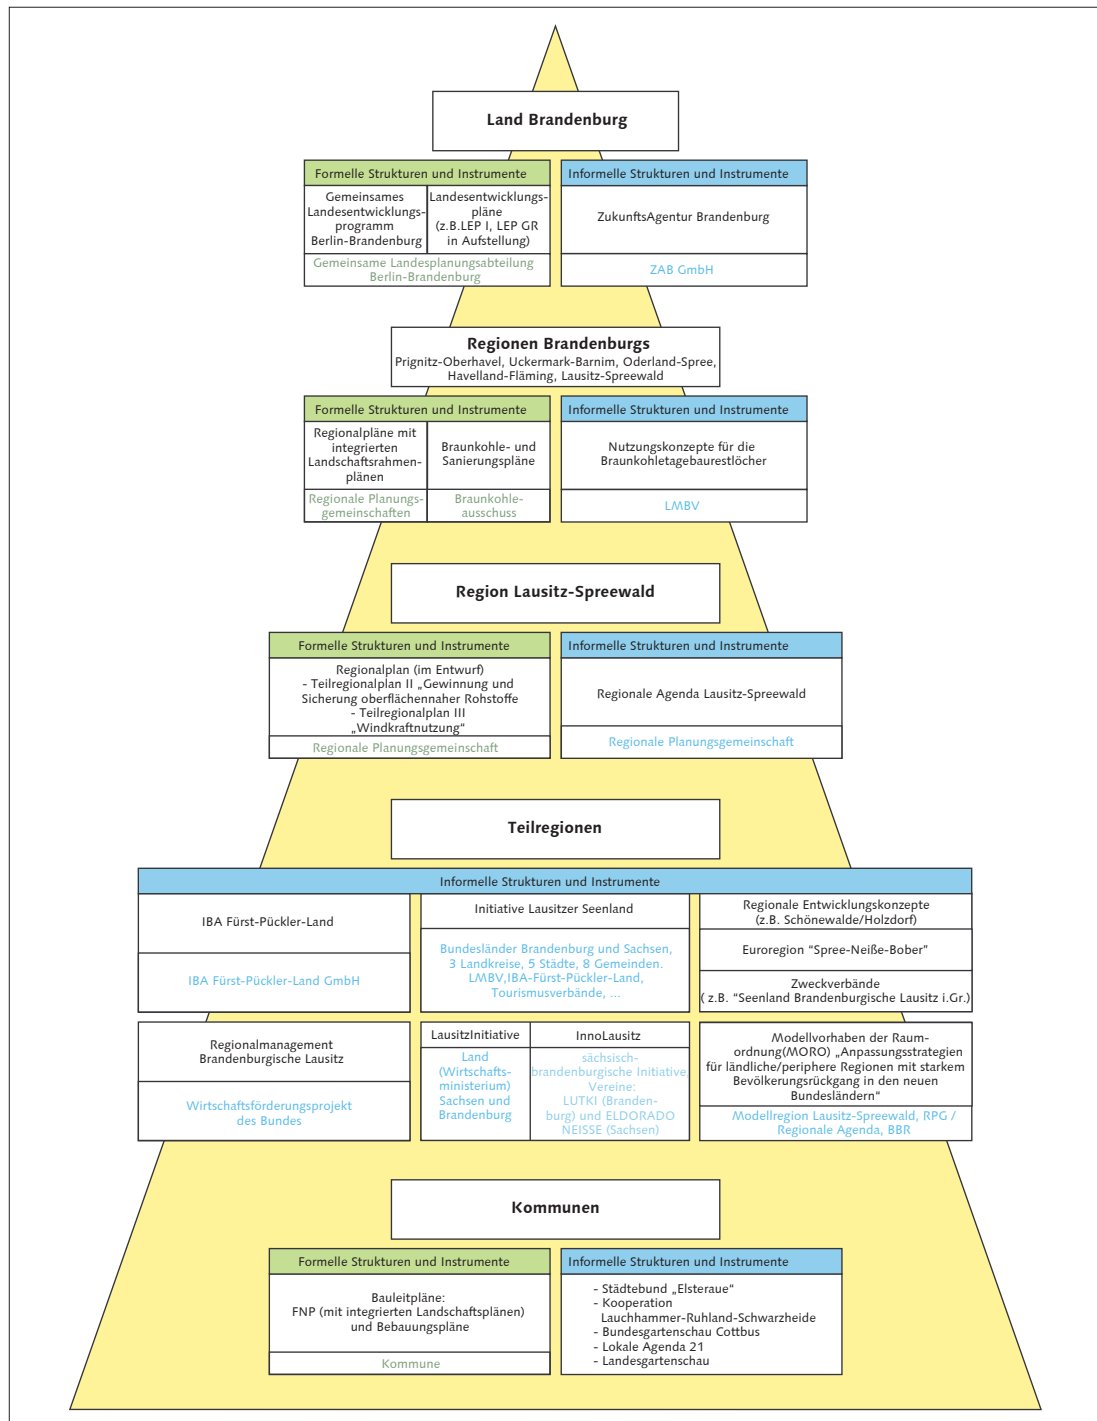 Land Brandenburg
Formelle Strukturen und Instrumente
Gemeinsames
Landesentwicklungs-
programm
Berlin-Brandenburg
Landesentwicklungs-
pläne
(z.B.LEP I, LEP GR
in Aufstellung)
Gemeinsame Landesplanungsabteilung
Berlin-Brandenburg
Informelle Strukturen und Instrumente
ZukunftsAgentur Brandenburg
ZAB GmbH
Regionen Brandenburgs
Prignitz-Oberhavel, Uckermark-Barnim, Oderland-Spree,
Havelland-Fläming, Lausitz-Spreewald
Formelle Strukturen und Instrumente
Regionalpläne mit
integrierten
Landschaftsrahmen-
plänen
Braunkohle- und
Sanierungspläne
Regionale Planungs-
gemeinschaften
Braunkohle-
ausschuss
Informelle Strukturen und Instrumente
Nutzungskonzepte für die
Braunkohletagebaurestlöcher
LMBV
Region Lausitz-Spreewald
Formelle Strukturen und Instrumente
Regionalplan (im Entwurf)
- Teilregionalplan II „Gewinnung und
Sicherung oberflächennaher Rohstoffe
- Teilregionalplan III
„Windkraftnutzung“
Regionale Planungsgemeinschaft
Informelle Strukturen und Instrumente
Regionale Agenda Lausitz-Spreewald
Regionale Planungsgemeinschaft
Teilregionen
Informelle Strukturen und Instrumente
IBA Fürst-Pückler-Land
IBA Fürst-Pückler-Land GmbH
Initiative Lausitzer Seenland
Bundesländer Brandenburg und Sachsen,
3 Landkreise, 5 Städte, 8 Gemeinden.
LMBV,IBA-Fürst-Pückler-Land,
Tourismusverbände, ...
Regionale Entwicklungskonzepte
(z.B. Schönewalde/Holzdorf)
Euroregion "Spree-Neiße-Bober"
Zweckverbände
( z.B. "Seenland Brandenburgische Lausitz i.Gr.)
Regionalmanagement
Brandenburgische Lausitz
Wirtschaftsförderungsprojekt
des Bundes
LausitzInitiative
Land
(Wirtschafts-
ministerium)
Sachsen und
Brandenburg
InnoLausitz
sächsisch-
brandenburgische Initiative,
Vereine:
LUTKI (Branden-
burg) und ELDORADO
NEISSE (Sachsen)
Modellvorhaben der Raum-
ordnung(MORO) „Anpassungsstrategien
für ländliche/periphere Regionen mit starkem
Bevölkerungsrückgang in den neuen
Bundesländern“
Modellregion Lausitz-Spreewald, RPG /
Regionale Agenda, BBR
Kommunen
Formelle Strukturen und Instrumente
Bauleitpläne:
FNP (mit integrierten Landschaftsplänen)
und Bebauungspläne
Kommune
Informelle Strukturen und Instrumente
- Städtebund „Elsteraue“
- Kooperation
Lauchhammer-Ruhland-Schwarzheide
- Bundesgartenschau Cottbus
- Lokale Agenda 21
- Landesgartenschau